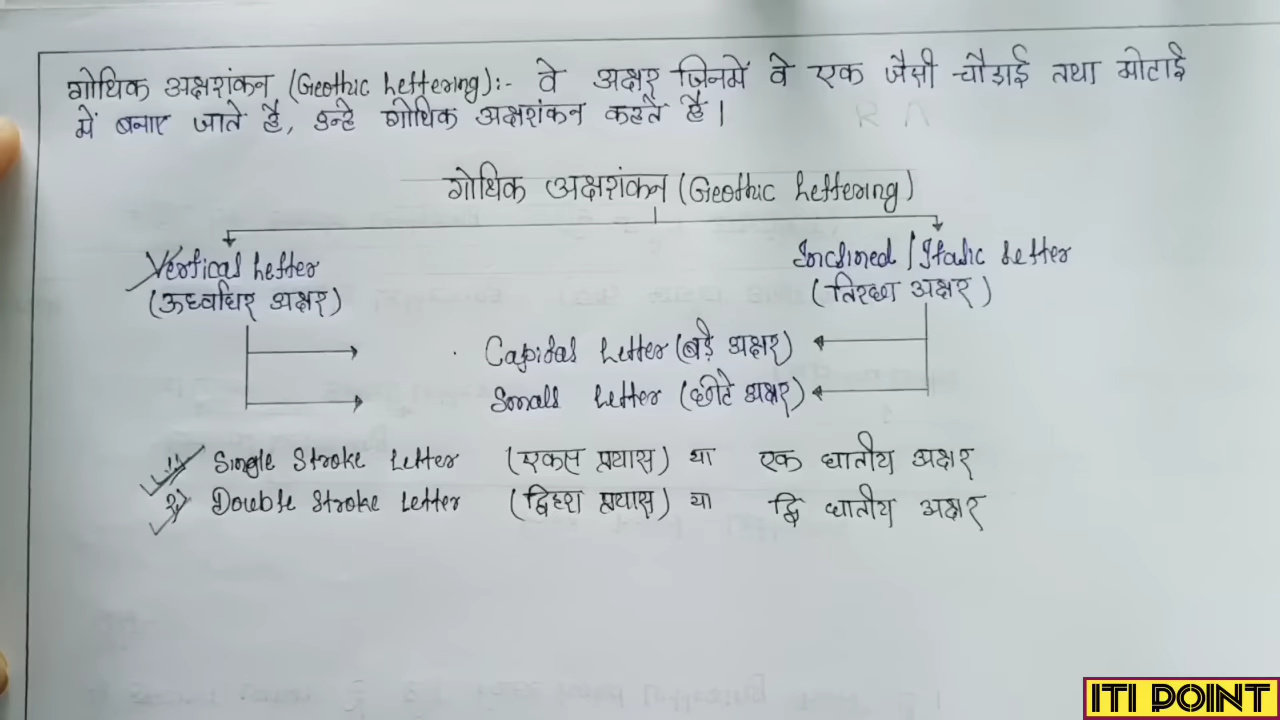 गोथिक अक्षरांकन (Geothic Lettering):- वे अक्षर जिनमें वे एक जैसी चौड़ाई तथा मोटाई
में बनाए जाते है, इन्हे गोथिक अक्षरांकन कहते है।
गोथिक अक्षरांकन (Geothic Lettering)
Vertical Letter
Inclined / Italic Letter
(ऊर्ध्वाधर अक्षर)
(तिरछा अक्षर)
Capital Letter (बड़े अक्षर)
Small Letter (छोटे अक्षर)
1) Single Stroke Letter (एकल प्रयास) या एक घातीय अक्षर
2) Double Stroke Letter (द्विश प्रयास) या द्वि घातीय अक्षर
ITI POINT